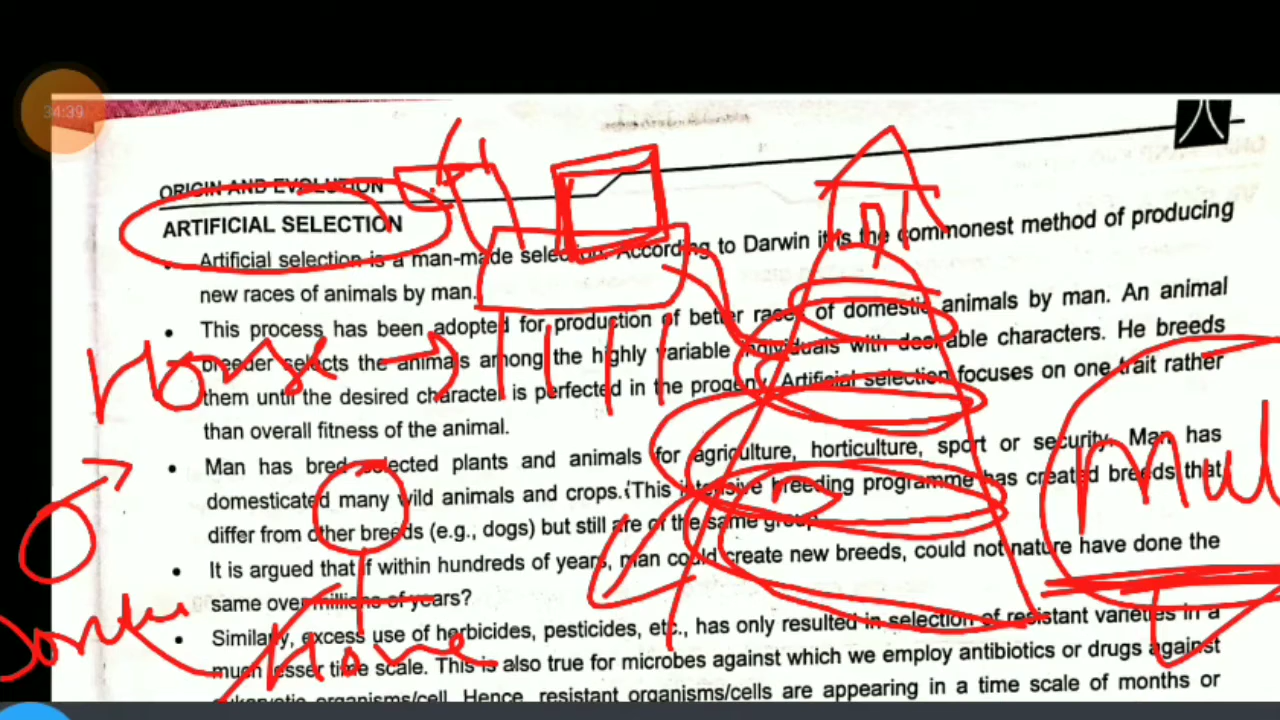 34:39
ORIGIN AND EVOLUTION
ARTIFICIAL SELECTION
Artificial selection is a man-made selection. According to Darwin it is the commonest method of producing
new races of animals by man.
• This process has been adopted for production of better races of domestic animals by man. An animal
breeder selects the animals among the highly variable individuals with desirable characters. He breeds
them until the desired character is perfected in the progeny. Artificial selection focuses on one trait rather
than overall fitness of the animal.
• Man has bred selected plants and animals for agriculture, horticulture, sport or security. Man has
domesticated many wild animals and crops. This intensive breeding programme has created breeds that
differ from other breeds (e.g., dogs) but still are of the same group.
• It is argued that if within hundreds of years, man could create new breeds, could not nature have done the
same over millions of years?
• Similarly, excess use of herbicides, pesticides, etc., has only resulted in selection of resistant varieties in a
much lesser time scale. This is also true for microbes against which we employ antibiotics or drugs against
eukaryotic organisms/cell. Hence, resistant organisms/cells are appearing in a time scale of months or
Mul